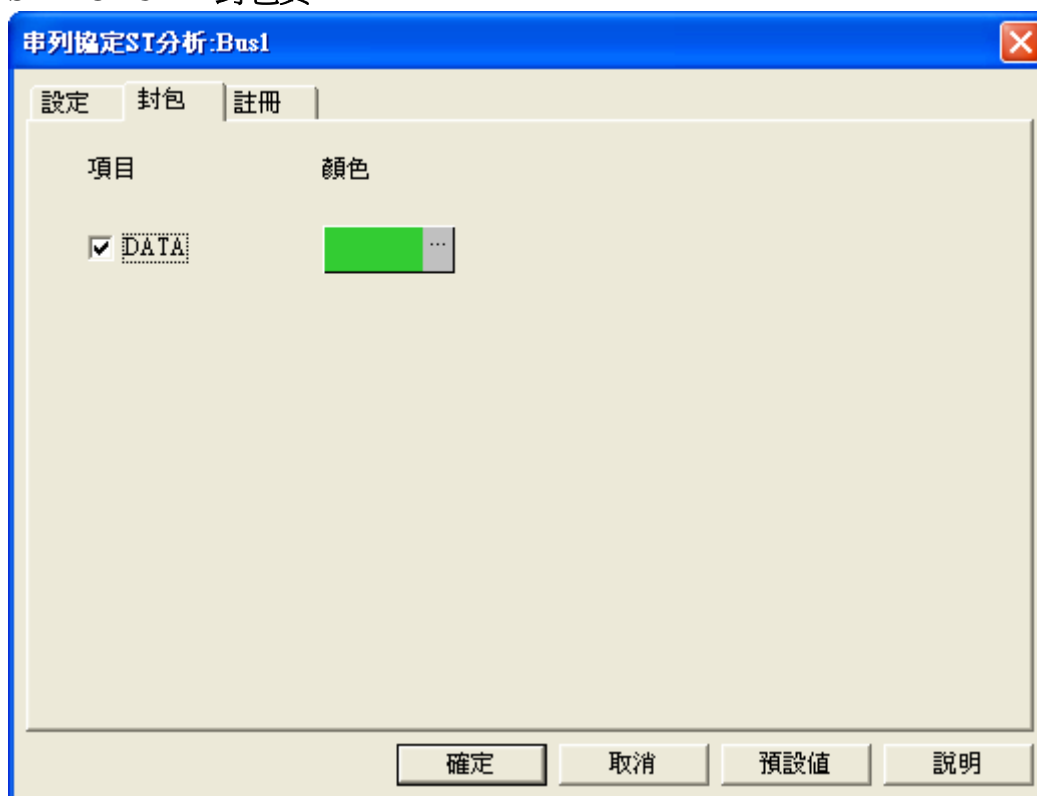 串列協定ST分析:Bus1
設定 封包 註冊
項目 顏色
DATA ...
確定 取消 預設值 說明